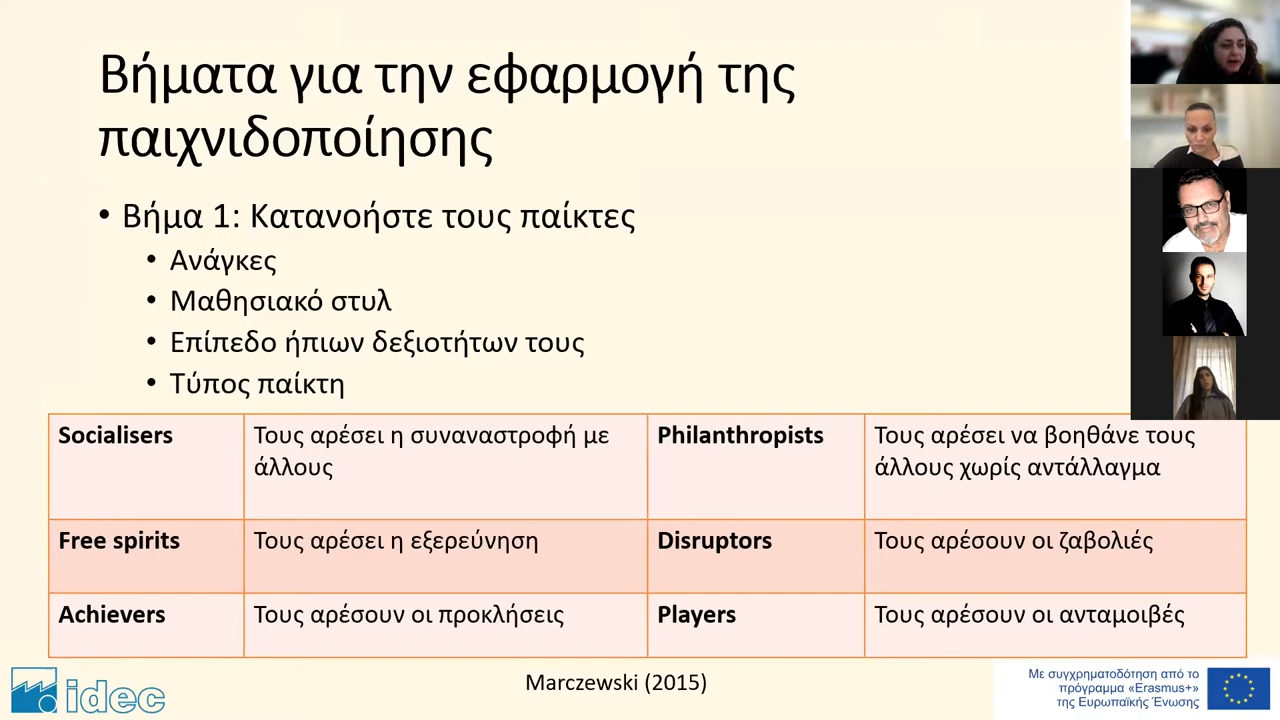 Βήματα για την εφαρμογή της
παιχνιδοποίησης
• Βήμα 1: Κατανοήστε τους παίκτες
• Ανάγκες
• Μαθησιακό στυλ
• Επίπεδο ήπιων δεξιοτήτων τους
• Τύπος παίκτη
Socialisers
Τους αρέσει η συναναστροφή με
άλλους
Philanthropists
Τους αρέσει να βοηθάνε τους
άλλους χωρίς αντάλλαγμα
Free spirits
Τους αρέσει η εξερεύνηση
Disruptors
Τους αρέσουν οι ζαβολιές
Achievers
Τους αρέσουν οι προκλήσεις
Players
Τους αρέσουν οι ανταμοιβές
idec
Marczewski (2015)
Με συγχρηματοδότηση από το
πρόγραμμα «Erasmus+»
της Ευρωπαϊκής Ένωσης